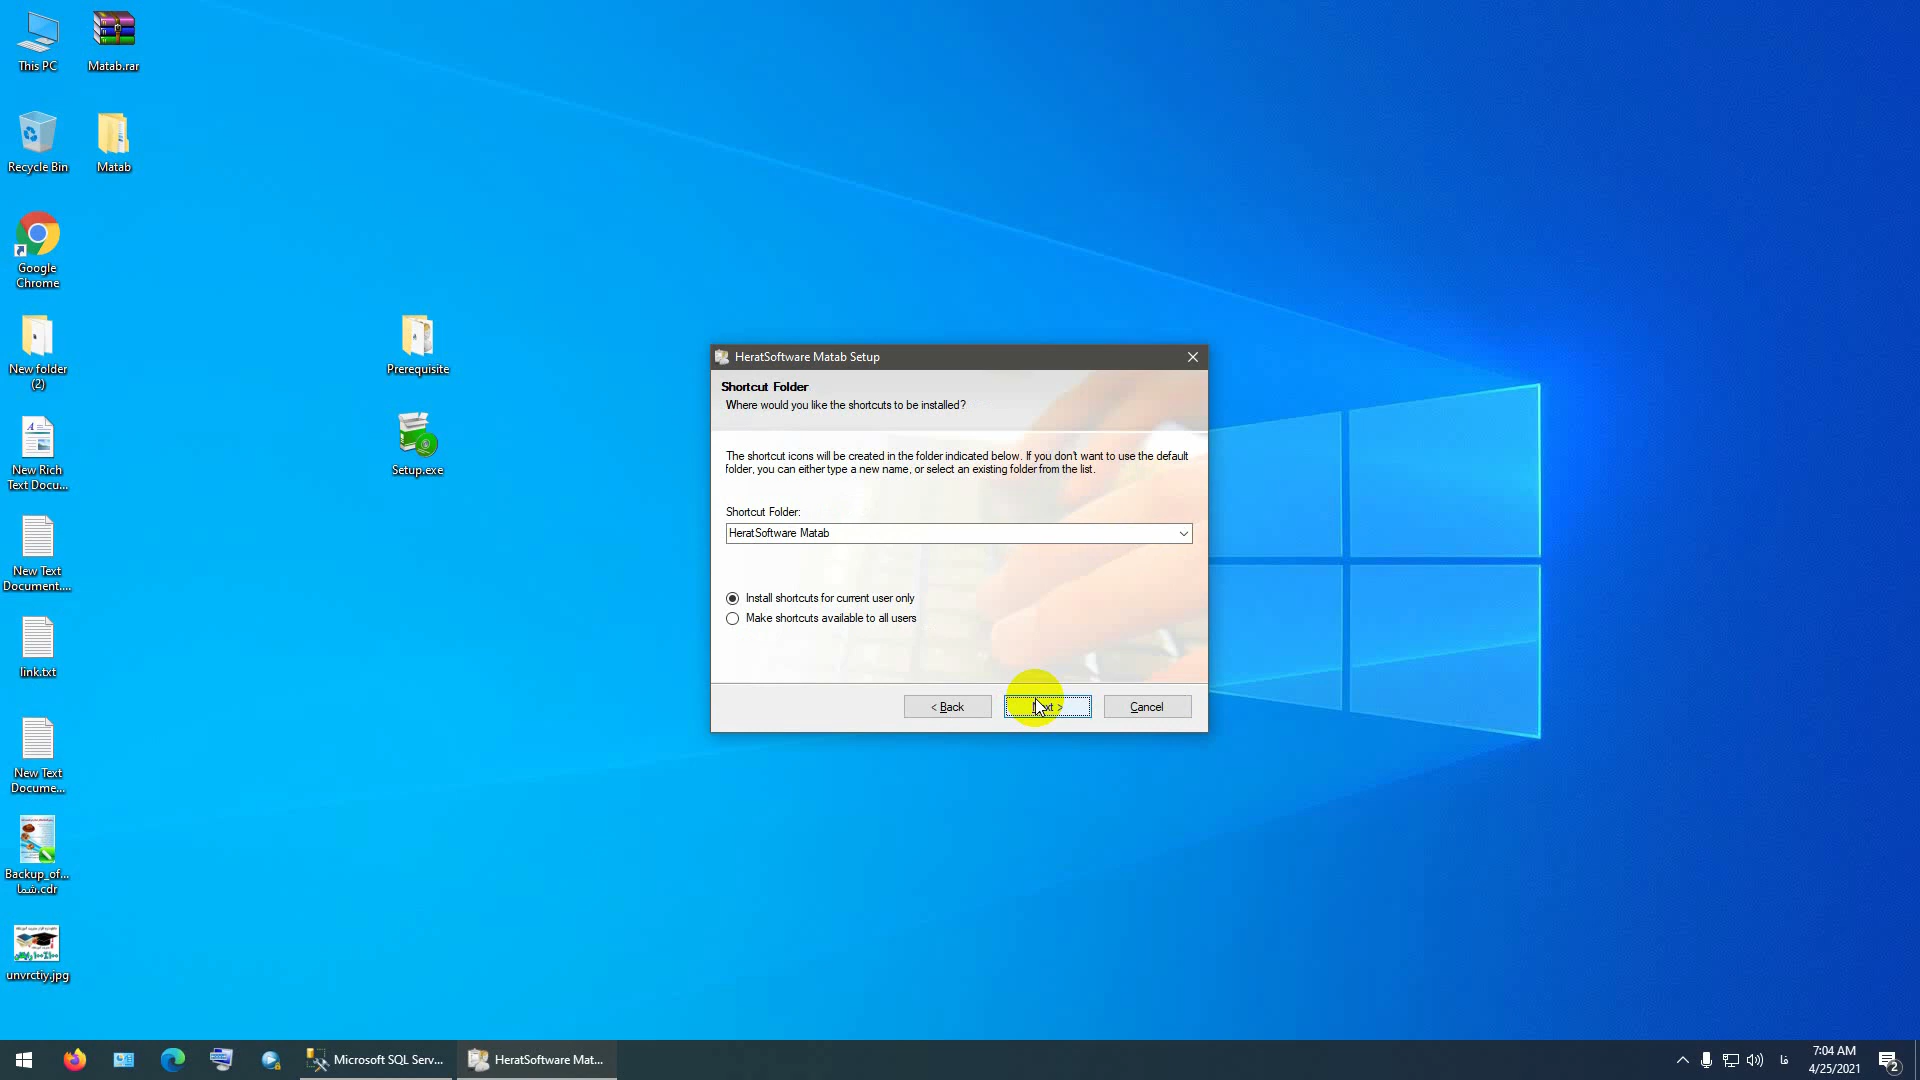 This PC
Matab.rar
Recycle Bin
Matab
Google
Chrome
New folder
(2)
Prerequisite
New Rich
Text Docu...
Setup.exe
New Text
Document....
link.txt
New Text
Docume...
Backup_of...
شما.cdr
unvrctiy.jpg
HeratSoftware Matab Setup
Shortcut Folder
Where would you like the shortcuts to be installed?
The shortcut icons will be created in the folder indicated below. If you don't want to use the default
folder, you can either type a new name, or select an existing folder from the list.
Shortcut Folder:
HeratSoftware Matab
Install shortcuts for current user only
Make shortcuts available to all users
< Back
Next >
Cancel
Microsoft SQL Serv...
HeratSoftware Mat...
فا
7:04 AM
4/25/2021
2